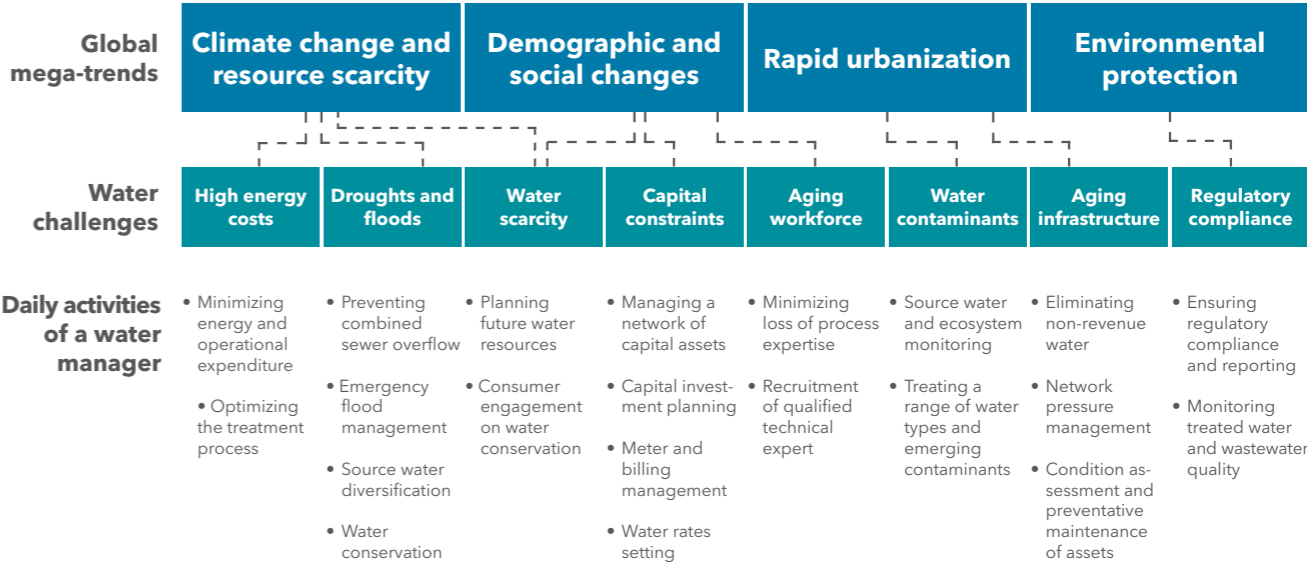 Global
mega-trends
Climate change and
resource scarcity
Demographic and
social changes
Rapid urbanization
Environmental
protection
Water
challenges
High energy
costs
Droughts and
floods
Water
scarcity
Capital
constraints
Aging
workforce
Water
contaminants
Aging
infrastructure
Regulatory
compliance
Daily activities
of a water
manager
• Minimizing
energy and
operational
expenditure
• Optimizing
the treatment
process
• Preventing
combined
sewer overflow
• Emergency
flood
management
• Source water
diversification
• Water
conservation
• Planning
future water
resources
• Consumer
engagement
on water
conservation
• Managing a
network of
capital assets
• Capital invest-
ment planning
• Meter and
billing
management
• Water rates
setting
• Minimizing
loss of process
expertise
• Recruitment
of qualified
technical
expert
• Source water
and ecosystem
monitoring
• Treating a
range of water
types and
emerging
contaminants
• Eliminating
non-revenue
water
• Network
pressure
management
• Condition as-
sessment and
preventative
maintenance
of assets
• Ensuring
regulatory
compliance
and reporting
• Monitoring
treated water
and wastewater
quality